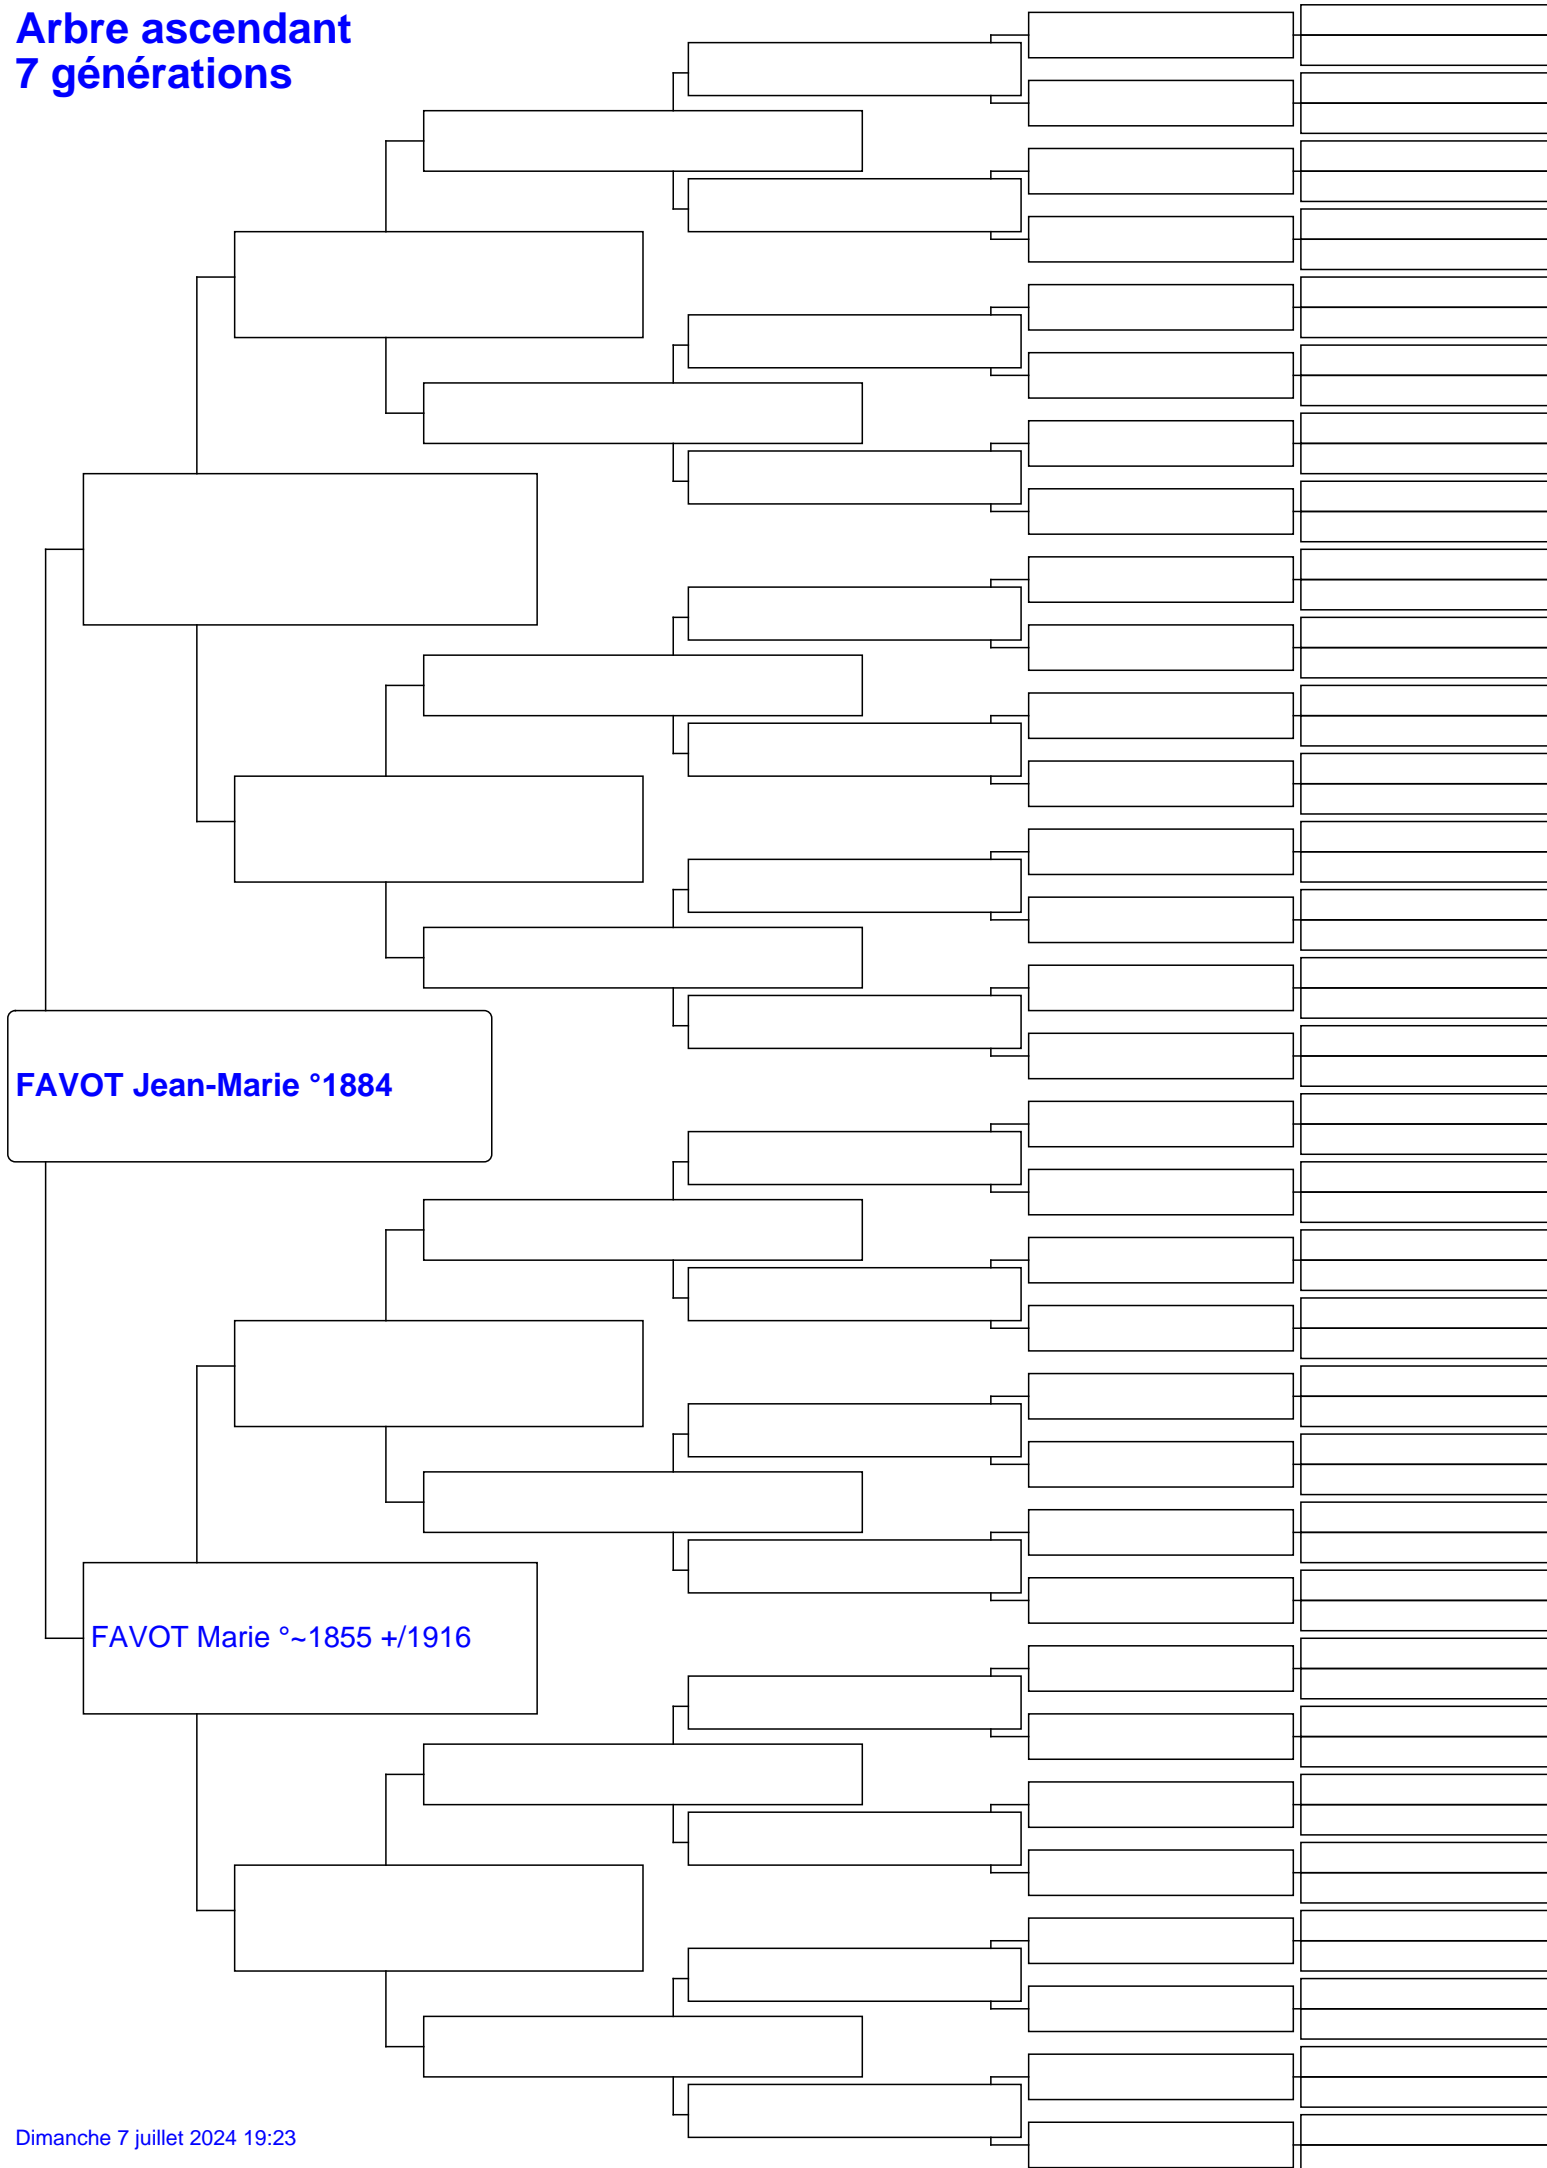 Arbre ascendant
7 générations
FAVOT Jean-Marie °1884
FAVOT Marie °~1855 +/1916
Dimanche 7 juillet 2024 19:23